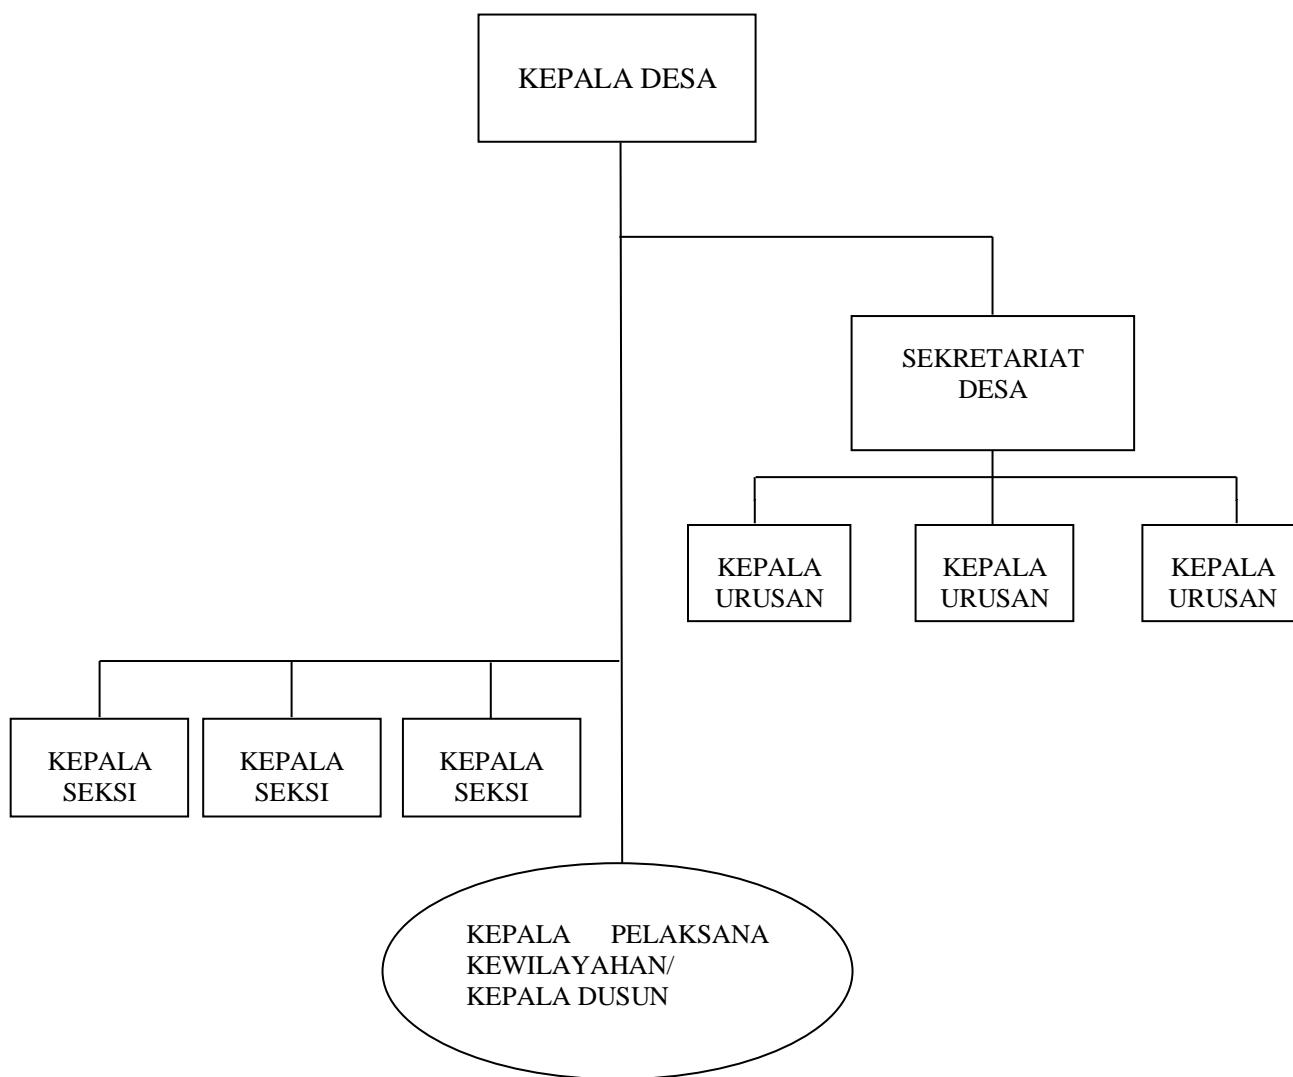 KEPALA DESA
SEKRETARIAT
DESA
KEPALA
URUSAN
KEPALA
URUSAN
KEPALA
URUSAN
KEPALA
SEKSI
KEPALA
SEKSI
KEPALA
SEKSI
KEPALA PELAKSANA
KEWILAYAHAN/
KEPALA DUSUN